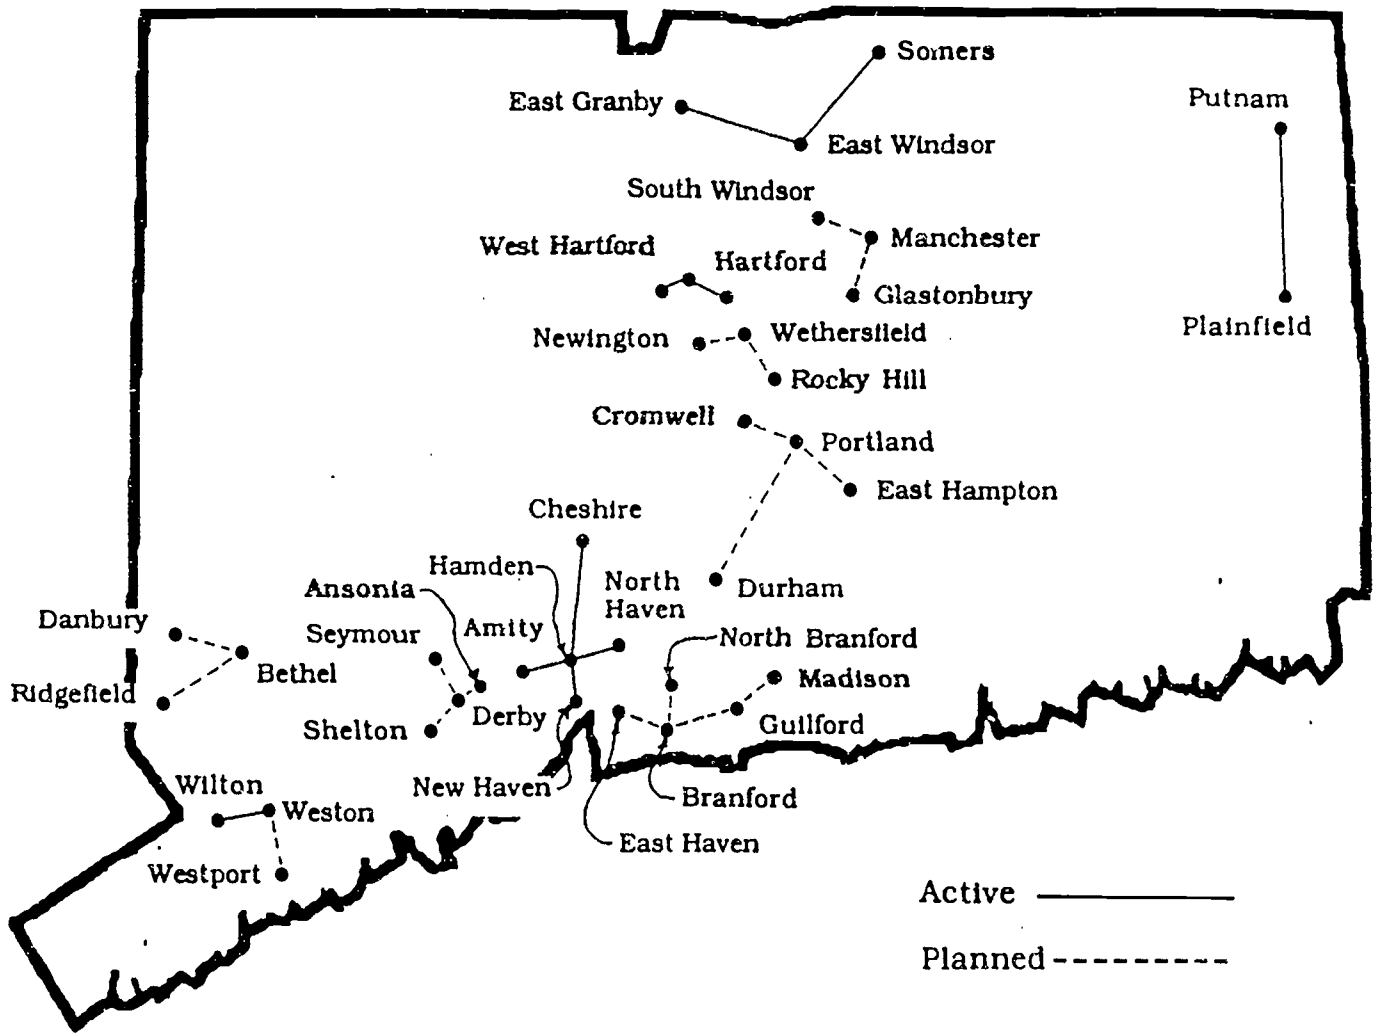 Somers
East Granby
Putnam
East Windsor
South Windsor
West Hartford
Manchester
Hartford
Glastonbury
Plainfield
Newington
Wethersfield
Rocky Hill
Cromwell
Portland
East Hampton
Cheshire
Hamden
North
Haven
Ansonia
Durham
Danbury
Seymour
Amity
North Branford
Bethel
Madison
Ridgefield
Shelton
Derby
Guilford
Wilton
New Haven
Weston
Branford
East Haven
Westport
Active
Planned